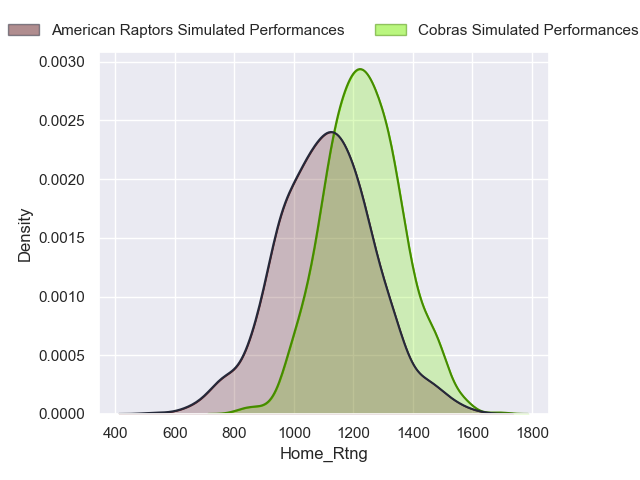 American Raptors Simulated Performances
Cobras Simulated Performances
0.0030
0.0025
0.0020
0.0015
0.0010
0.0005
0.0000
Density
400 600 800 1000 1200 1400 1600 1800
Home_Rtng